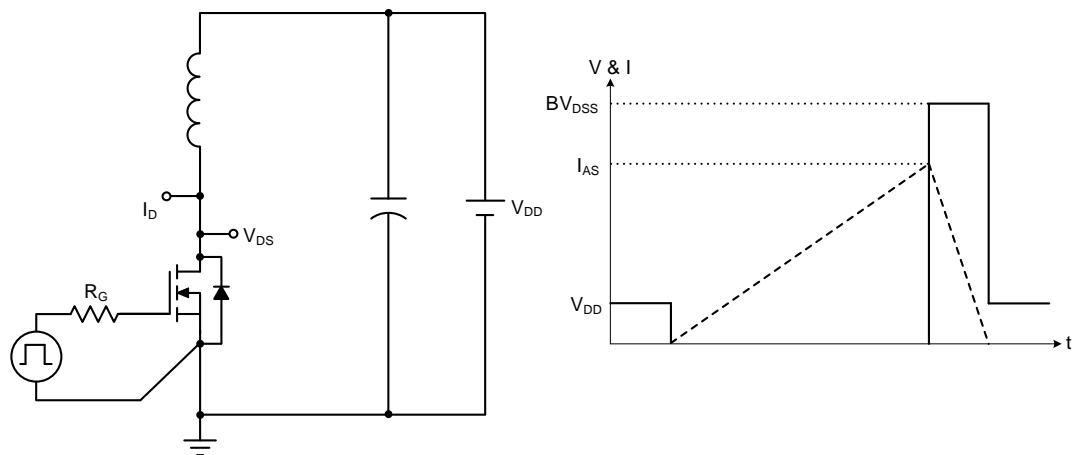 I_D
V_DS
R_G
V_DD
V & I
BV_DSS
I_AS
V_DD
t